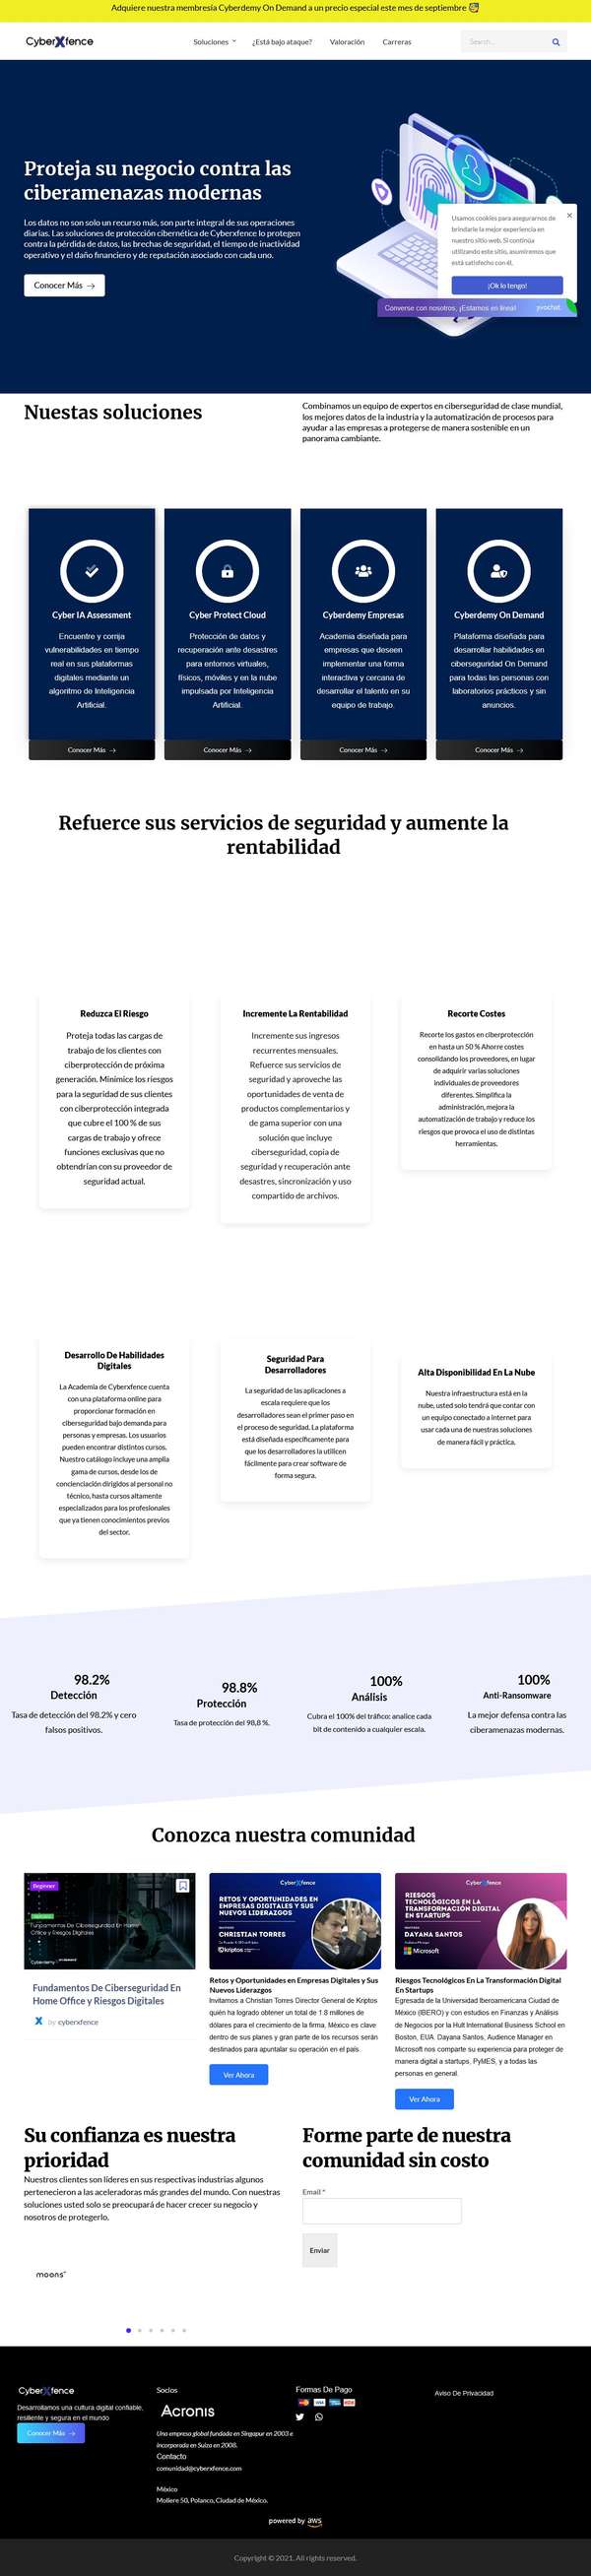 Adquiere nuestra membresía Cyberdemy On Demand a un precio especial este mes de septiembre
CyberXfence
Soluciones
¿Está bajo ataque?
Valoración
Carreras
Search...
Proteja su negocio contra las
ciberamenazas modernas
Los datos no son solo un recurso más, son parte integral de sus operaciones
diarias. Las soluciones de protección cibernética de Cyberxfence lo protegen
contra la pérdida de datos, las brechas de seguridad, el tiempo de inactividad
operativo y el daño financiero y de reputación asociado con cada uno.
Conocer Más →
Usamos cookies para asegurarnos de
brindarle la mejor experiencia en
nuestro sitio web. Si continúa
utilizando este sitio, asumiremos que
está satisfecho con él.
¡Ok lo tengo!
Converse con nosotros, ¡Estamos en línea!
Nuestas soluciones
Combinamos un equipo de expertos en ciberseguridad de clase mundial,
los mejores datos de la industria y la automatización de procesos para
ayudar a las empresas a protegerse de manera sostenible en un
panorama cambiante.
Cyber IA Assessment
Encuentre y corrija
vulnerabilidades en tiempo
real en sus plataformas
digitales mediante un
algoritmo de Inteligencia
Artificial.
Conocer Más →
Cyber Protect Cloud
Protección de datos y
recuperación ante desastres
para entornos virtuales,
físicos, móviles y en la nube
impulsada por Inteligencia
Artificial.
Conocer Más →
Cyberdemy Empresas
Academia diseñada para
empresas que deseen
implementar una forma
interactiva y cercana de
desarrollar el talento en su
equipo de trabajo.
Conocer Más →
Cyberdemy On Demand
Plataforma diseñada para
desarrollar habilidades en
ciberseguridad On Demand
para todas las personas con
laboratorios prácticos y sin
anuncios.
Conocer Más →
Refuerce sus servicios de seguridad y aumente la
rentabilidad
Reduzca El Riesgo
Proteja todas las cargas de
trabajo de los clientes con
ciberprotección de próxima
generación. Minimice los riesgos
para la seguridad de sus clientes
con ciberprotección integrada
que cubre el 100 % de sus
cargas de trabajo y ofrece
funciones exclusivas que no
obtendrían con su proveedor de
seguridad actual.
Incremente La Rentabilidad
Incremente sus ingresos
recurrentes mensuales.
Refuerce sus servicios de
seguridad y aproveche las
oportunidades de venta de
productos complementarios y
de gama superior con una
solución que incluye
ciberseguridad, copia de
seguridad y recuperación ante
desastres, sincronización y uso
compartido de archivos.
Recorte Costes
Recorte los gastos en ciberprotección
en hasta un 50 % Ahorre costes
consolidando los proveedores, en lugar
de adquirir varias soluciones
individuales de proveedores
diferentes. Simplifica la
administración, mejora la
automatización de trabajo y reduce los
riesgos que provoca el uso de distintas
herramientas.
Desarrollo De Habilidades
Digitales
La Academia de Cyberxfence cuenta
con una plataforma online para
proporcionar formación en
ciberseguridad bajo demanda para
personas y empresas. Los usuarios
pueden encontrar distintos cursos.
Nuestro catálogo incluye una amplia
gama de cursos, desde los de
concienciación dirigidos al personal no
técnico, hasta cursos altamente
especializados para los profesionales
que ya tienen conocimientos previos
del sector.
Seguridad Para
Desarrolladores
La seguridad de las aplicaciones a
escala requiere que los
desarrolladores sean el primer paso en
el proceso de seguridad. La plataforma
está diseñada específicamente para
que los desarrolladores la utilicen
fácilmente para crear software de
forma segura.
Alta Disponibilidad En La Nube
Nuestra infraestructura está en la
nube, usted solo tendrá que contar con
un equipo conectado a internet para
usar cada una de nuestras soluciones
de manera fácil y práctica.
98.2%
Detección
Tasa de detección del 98.2% y cero
falsos positivos.
98.8%
Protección
Tasa de protección del 98,8 %.
100%
Análisis
Cubra el 100% del tráfico: analice cada
bit de contenido a cualquier escala.
100%
Anti-Ransomware
La mejor defensa contra las
ciberamenazas modernas.
Conozca nuestra comunidad
Beginner
Fundamentos De Ciberseguridad En Home
Office y Riesgos Digitales
Cyberdemy
Fundamentos De Ciberseguridad En
Home Office y Riesgos Digitales
by cyberxfence
CyberXfence
RETOS Y OPORTUNIDADES EN
EMPRESAS DIGITALES Y SUS
NUEVOS LIDERAZGOS
CHRISTIAN TORRES
kriptos
Retos y Oportunidades en Empresas Digitales y Sus
Nuevos Liderazgos
Invitamos a Christian Torres Director General de Kriptos
quién ha logrado obtener un total de 1.8 millones de
dólares para el crecimiento de la firma, México es clave
dentro de sus planes y gran parte de los recursos serán
destinados para apuntalar su operación en el país.
Ver Ahora
CyberXfence
RIESGOS
TECNOLÓGICOS EN LA
TRANSFORMACIÓN DIGITAL
EN STARTUPS
DAYANA SANTOS
Microsoft
Riesgos Tecnológicos En La Transformación Digital
En Startups
Egresada de la Universidad Iberoamericana Ciudad de
México (IBERO) y con estudios en Finanzas y Análisis
de Negocios por la Hult International Business School en
Boston, EUA. Dayana Santos, Audience Manager en
Microsoft nos comparte su experiencia para proteger de
manera digital a startups, PyMES, y a todas las
personas en general.
Ver Ahora
Su confianza es nuestra
prioridad
Nuestros clientes son líderes en sus respectivas industrias algunos
pertenecieron a las aceleradoras más grandes del mundo. Con nuestras
soluciones usted solo se preocupará de hacer crecer su negocio y
nosotros de protegerlo.
moons
Forme parte de nuestra
comunidad sin costo
Email *
Enviar
CyberXfence
Desarrollamos una cultura digital confiable,
resiliente y segura en el mundo
Conocer Más →
Socios
Acronis
Una empresa global fundada en Singapur en 2003 e
incorporada en Suiza en 2008.
Contacto
comunidad@cyberxfence.com
México
Moliere 50, Polanco, Ciudad de México.
Formas De Pago
Aviso De Privacidad
powered by aws
Copyright © 2021. All rights reserved.